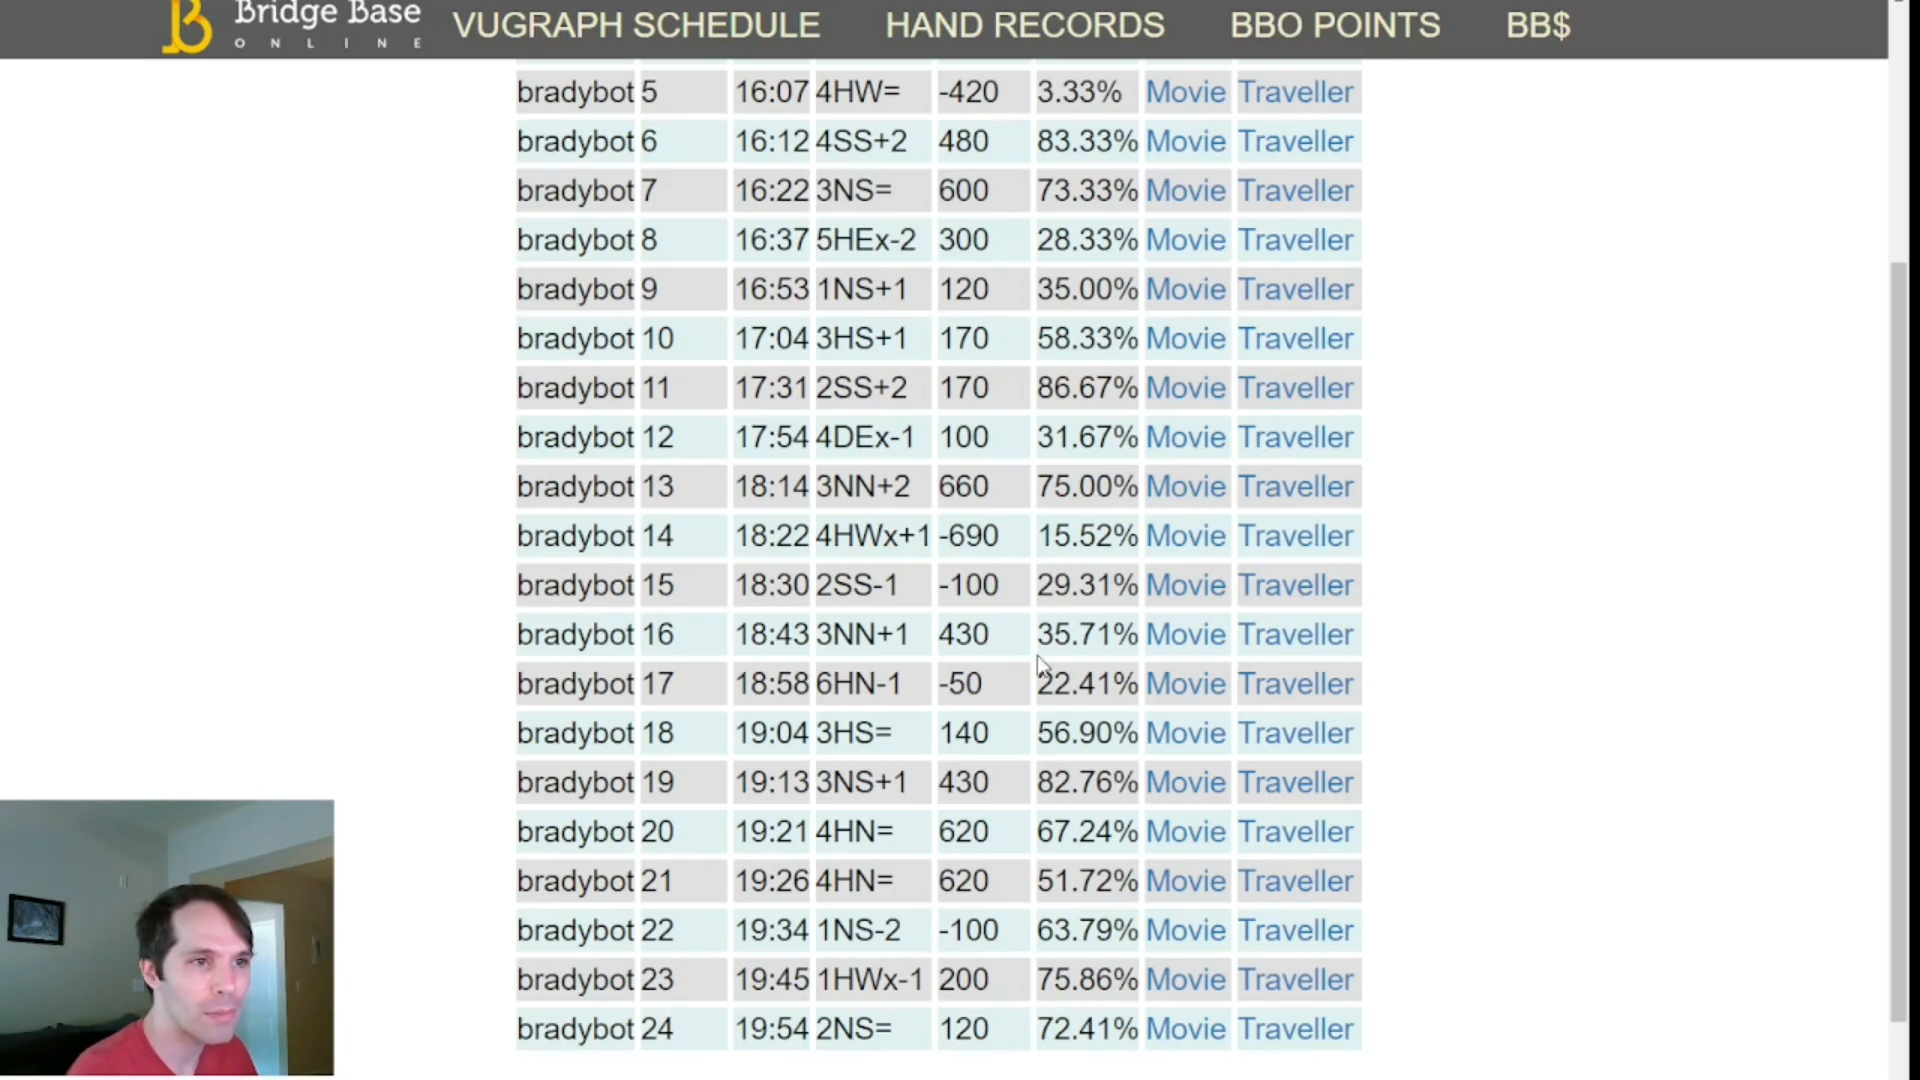 Bridge Base
ONLINE
VUGRAPH SCHEDULE HAND RECORDS BBO POINTS BB$
bradybot 5 16:07 4HW= -420 3.33% Movie Traveller
bradybot 6 16:12 4SS+2 480 83.33% Movie Traveller
bradybot 7 16:22 3NS= 600 73.33% Movie Traveller
bradybot 8 16:37 5HEx-2 300 28.33% Movie Traveller
bradybot 9 16:53 1NS+1 120 35.00% Movie Traveller
bradybot 10 17:04 3HS+1 170 58.33% Movie Traveller
bradybot 11 17:31 2SS+2 170 86.67% Movie Traveller
bradybot 12 17:54 4DEx-1 100 31.67% Movie Traveller
bradybot 13 18:14 3NN+2 660 75.00% Movie Traveller
bradybot 14 18:22 4HWx+1 -690 15.52% Movie Traveller
bradybot 15 18:30 2SS-1 -100 29.31% Movie Traveller
bradybot 16 18:43 3NN+1 430 35.71% Movie Traveller
bradybot 17 18:58 6HN-1 -50 22.41% Movie Traveller
bradybot 18 19:04 3HS= 140 56.90% Movie Traveller
bradybot 19 19:13 3NS+1 430 82.76% Movie Traveller
bradybot 20 19:21 4HN= 620 67.24% Movie Traveller
bradybot 21 19:26 4HN= 620 51.72% Movie Traveller
bradybot 22 19:34 1NS-2 -100 63.79% Movie Traveller
bradybot 23 19:45 1HWx-1 200 75.86% Movie Traveller
bradybot 24 19:54 2NS= 120 72.41% Movie Traveller